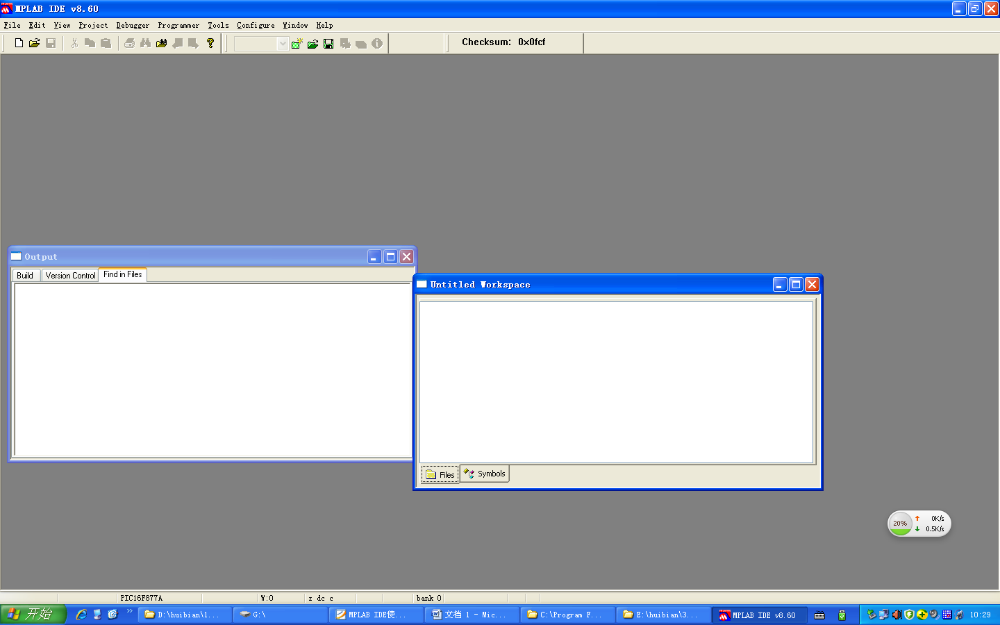 MPLAB IDE v8.60
File Edit View Project Debugger Programmer Tools Configure Window Help
Checksum: 0x0fcf
Output
Build Version Control Find in Files
Untitled Workspace
Files Symbols
20% 0K/s
0.5K/s
PIC16F877A W:0 z dc c bank 0
开始 D:\huibian\1... G:\ MPLAB IDE使... 文档 1 - Mic... C:\Program F... E:\huibian\3... MPLAB IDE v8.60 10:29